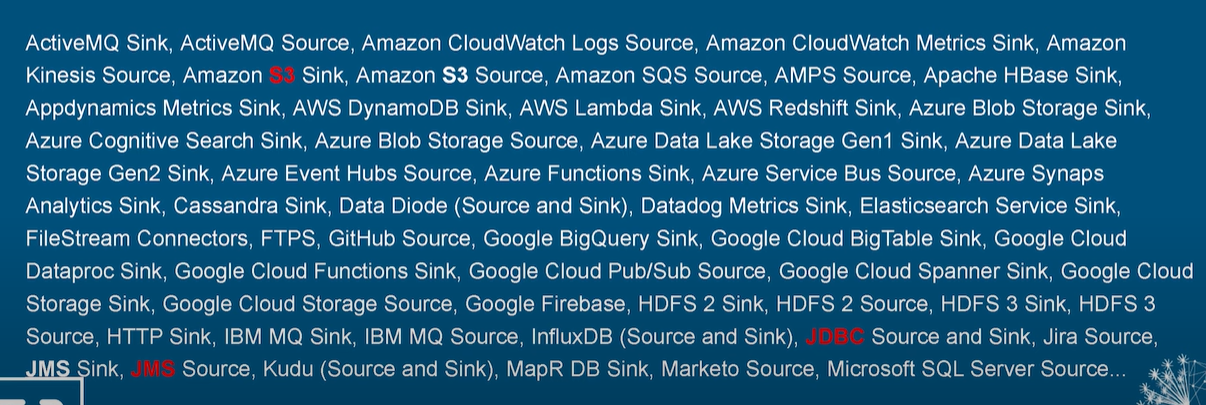 ActiveMQ Sink, ActiveMQ Source, Amazon CloudWatch Logs Source, Amazon CloudWatch Metrics Sink, Amazon
Kinesis Source, Amazon S3 Sink, Amazon S3 Source, Amazon SQS Source, AMPS Source, Apache HBase Sink,
Appdynamics Metrics Sink, AWS DynamoDB Sink, AWS Lambda Sink, AWS Redshift Sink, Azure Blob Storage Sink,
Azure Cognitive Search Sink, Azure Blob Storage Source, Azure Data Lake Storage Gen1 Sink, Azure Data Lake
Storage Gen2 Sink, Azure Event Hubs Source, Azure Functions Sink, Azure Service Bus Source, Azure Synaps
Analytics Sink, Cassandra Sink, Data Diode (Source and Sink), Datadog Metrics Sink, Elasticsearch Service Sink,
FileStream Connectors, FTPS, GitHub Source, Google BigQuery Sink, Google Cloud BigTable Sink, Google Cloud
Dataproc Sink, Google Cloud Functions Sink, Google Cloud Pub/Sub Source, Google Cloud Spanner Sink, Google Cloud
Storage Sink, Google Cloud Storage Source, Google Firebase, HDFS 2 Sink, HDFS 2 Source, HDFS 3 Sink, HDFS 3
Source, HTTP Sink, IBM MQ Sink, IBM MQ Source, InfluxDB (Source and Sink), JDBC Source and Sink, Jira Source,
JMS Sink, JMS Source, Kudu (Source and Sink), MapR DB Sink, Marketo Source, Microsoft SQL Server Source...